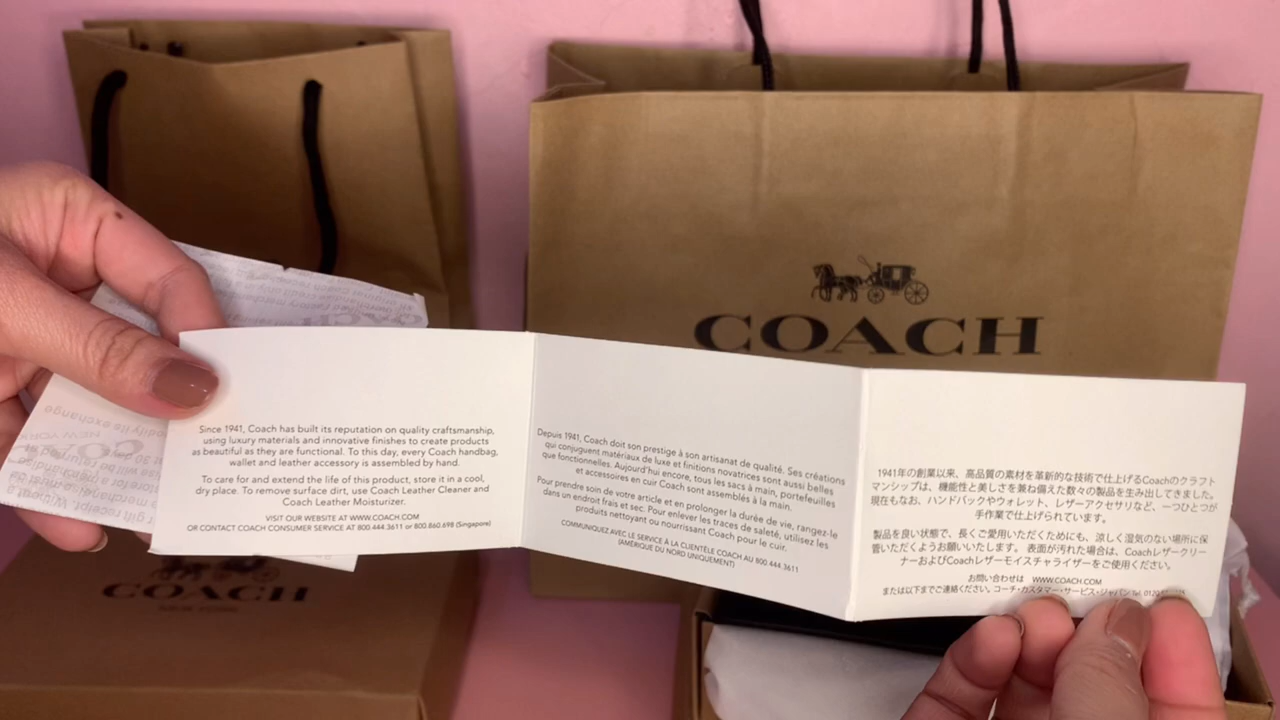 COACH
Since 1941, Coach has built its reputation on quality craftsmanship,
using luxury materials and innovative finishes to create products
as beautiful as they are functional. To this day, every Coach handbag,
wallet and leather accessory is assembled by hand.
To care for and extend the life of this product, store it in a cool,
dry place. To remove surface dirt, use Coach Leather Cleaner and
Coach Leather Moisturizer.
VISIT OUR WEBSITE AT WWW.COACH.COM
OR CONTACT COACH CONSUMER SERVICE AT 800.444.3611 or 800.860.698 (Singapore)
Depuis 1941, Coach doit son prestige à son artisanat de qualité. Ses créations
qui conjuguent matériaux de luxe et finitions novatrices sont aussi belles
que fonctionnelles. Aujourd'hui encore, tous les sacs à main, portefeuilles
et accessoires en cuir Coach sont assemblés à la main.
Pour prendre soin de votre article et en prolonger la durée de vie, rangez-le
dans un endroit frais et sec. Pour enlever les traces de saleté, utilisez les
produits nettoyant ou nourrissant Coach pour le cuir.
COMMUNIQUEZ AVEC LE SERVICE À LA CLIENTÈLE COACH AU 800.444.3611
(AMÉRIQUE DU NORD UNIQUEMENT)
1941年の創業以来、高品質の素材を革新的な技術で仕上げるCoachのクラフト
マンシップは、機能性と美しさを兼ね備えた数々の製品を生み出してきました。
現在もなお、ハンドバックやウォレット、レザーアクセサリなど、一つひとつが
手作業で仕上げられています。
製品を良い状態で、長くご愛用いただくためにも、涼しく湿気のない場所に保
管いただくようお願いいたします。 表面が汚れた場合は、Coachレザークリー
ナーおよびCoachレザーモイスチャライザーをご使用ください。
お問い合わせは WWW.COACH.COM
または以下までご連絡ください。コーチ・カスタマー・サービス・ジャパン Tel. 0120
COACH
NEW YORK